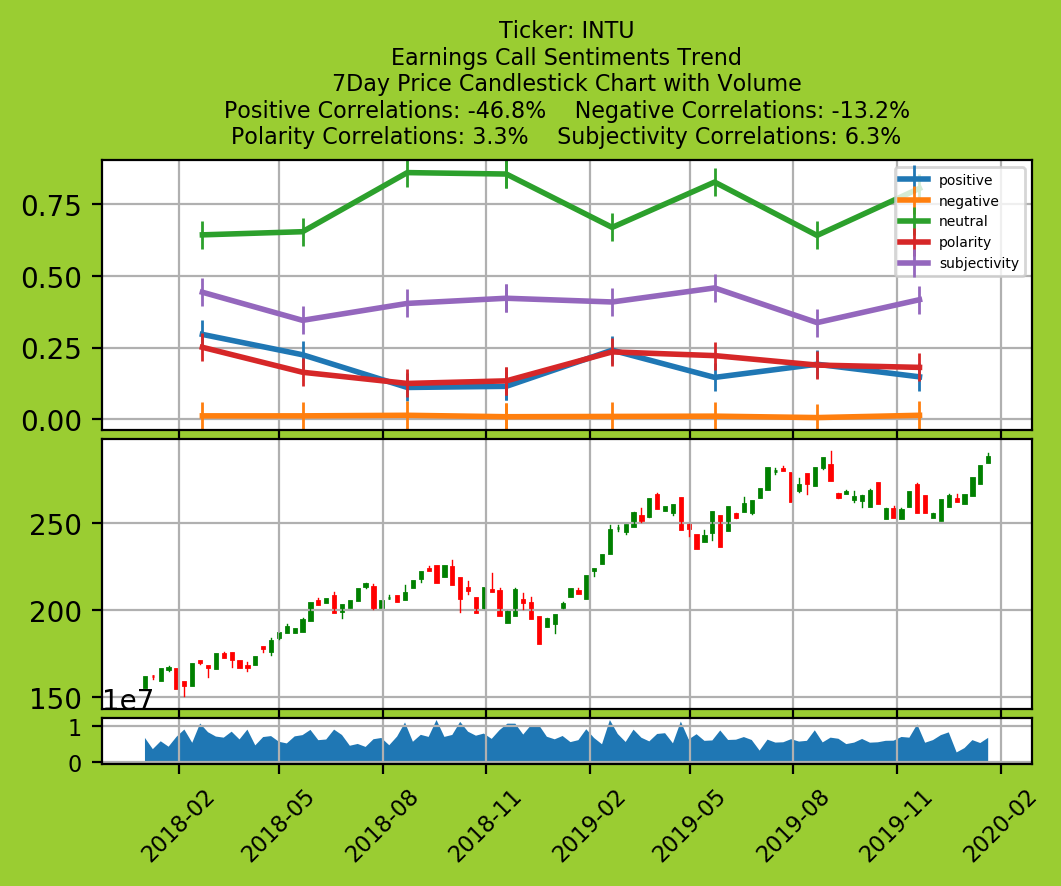 Ticker: INTU
Earnings Call Sentiments Trend
7Day Price Candlestick Chart with Volume
Positive Correlations: -46.8%    Negative Correlations: -13.2%
Polarity Correlations: 3.3%    Subjectivity Correlations: 6.3%
0.75
0.50
0.25
0.00
positive
negative
neutral
polarity
subjectivity
250
200
150
1e7
1
0
2018-02
2018-05
2018-08
2018-11
2019-02
2019-05
2019-08
2019-11
2020-02